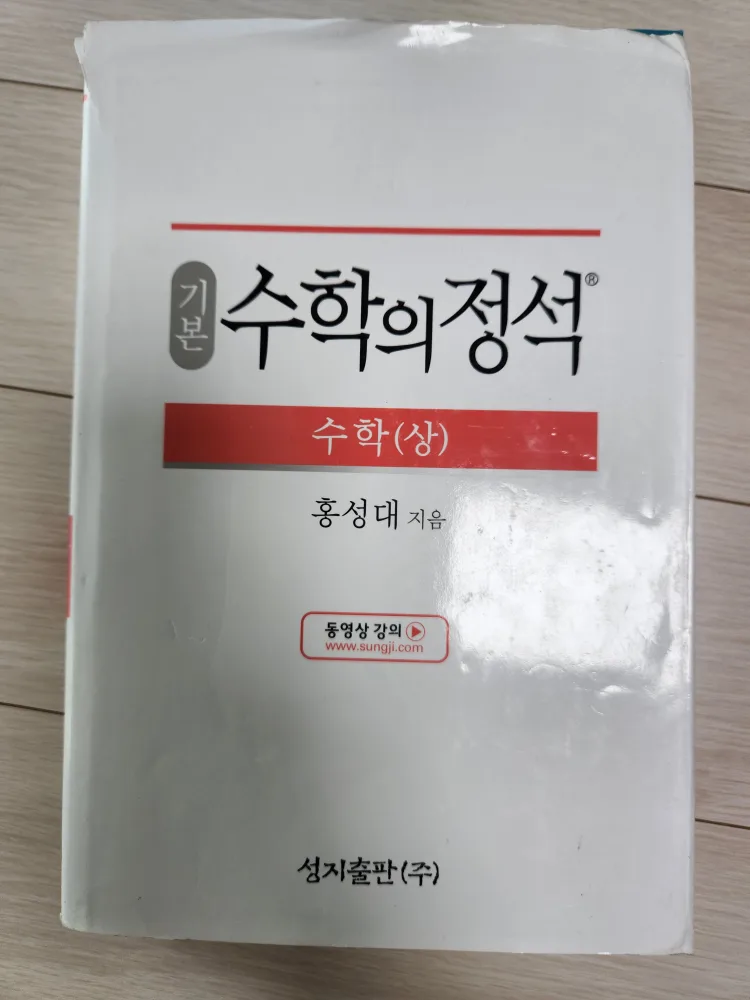 기본 수학의 정석®
수학(상)
홍성대 지음
동영상 강의
www.sungji.com
성지출판(주)